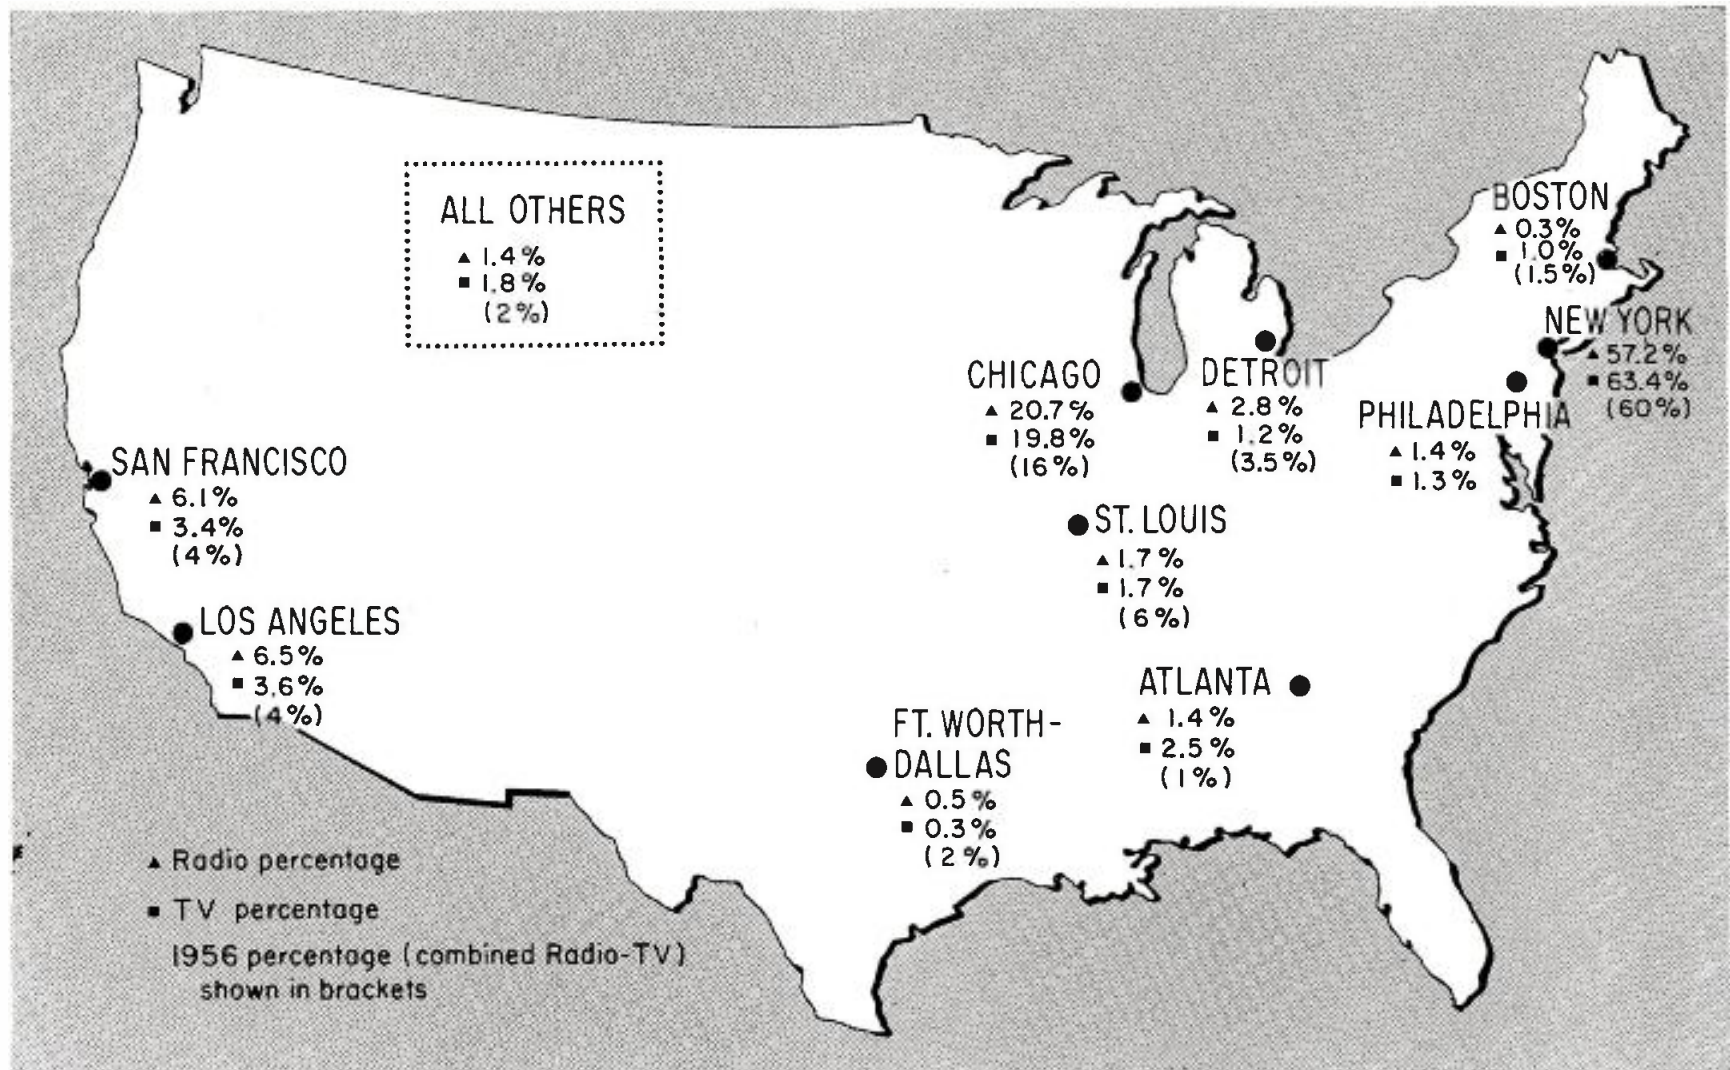 ALL OTHERS
▲ 1.4%
■ 1.8%
(2%)
BOSTON
▲ 0.3%
■ 1.0%
(1.5%)
NEW YORK
▲ 57.2%
■ 63.4%
(60%)
CHICAGO
▲ 20.7%
■ 19.8%
(16%)
DETROIT
▲ 2.8%
■ 1.2%
(3.5%)
PHILADELPHIA
▲ 1.4%
■ 1.3%
SAN FRANCISCO
▲ 6.1%
■ 3.4%
(4%)
ST. LOUIS
▲ 1.7%
■ 1.7%
(6%)
LOS ANGELES
▲ 6.5%
■ 3.6%
(4%)
ATLANTA
▲ 1.4%
■ 2.5%
(1%)
FT. WORTH-
DALLAS
▲ 0.5%
■ 0.3%
(2%)
▲ Radio percentage
■ TV percentage
1956 percentage (combined Radio-TV)
shown in brackets